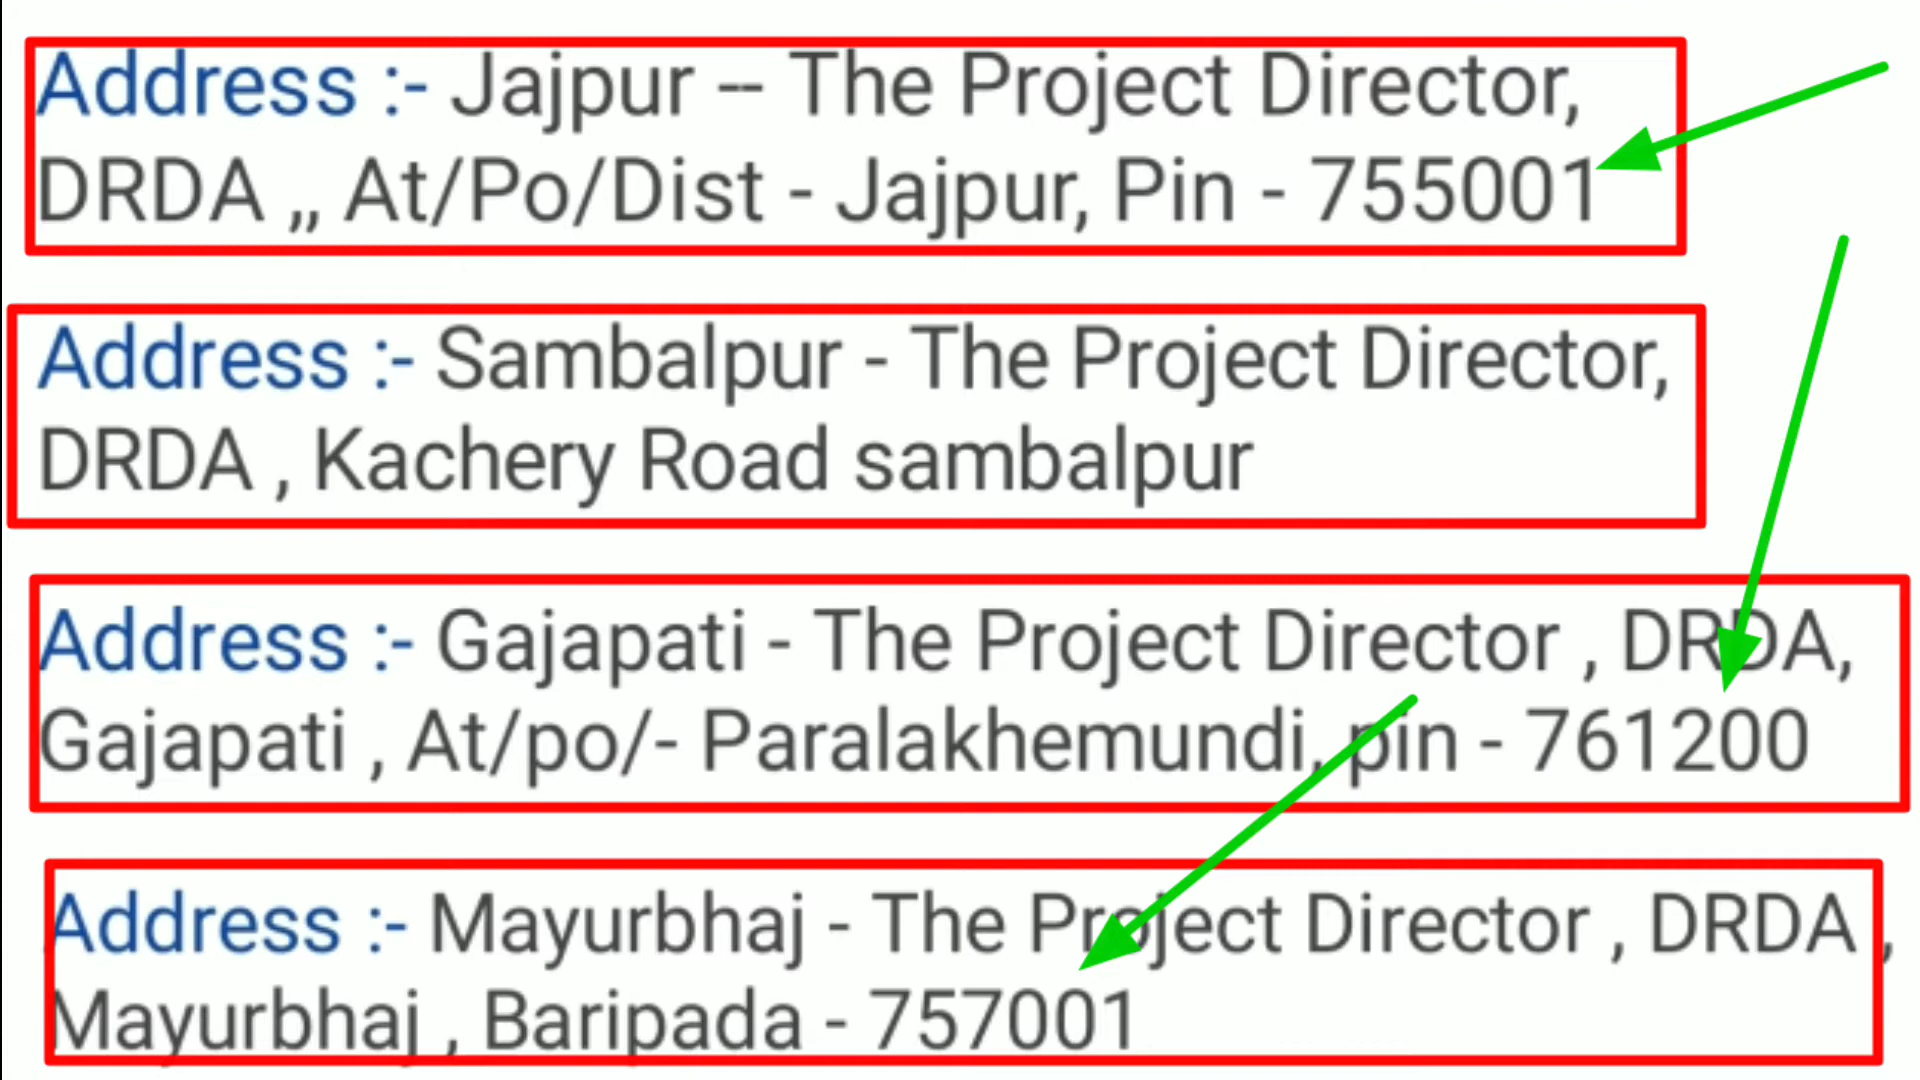 Address :- Jajpur -- The Project Director,
DRDA ,, At/Po/Dist - Jajpur, Pin - 755001
Address :- Sambalpur - The Project Director,
DRDA , Kachery Road sambalpur
Address :- Gajapati - The Project Director , DRDA,
Gajapati , At/po/- Paralakhemundi, pin - 761200
Address :- Mayurbhaj - The Project Director , DRDA ,
Mayurbhaj , Baripada - 757001